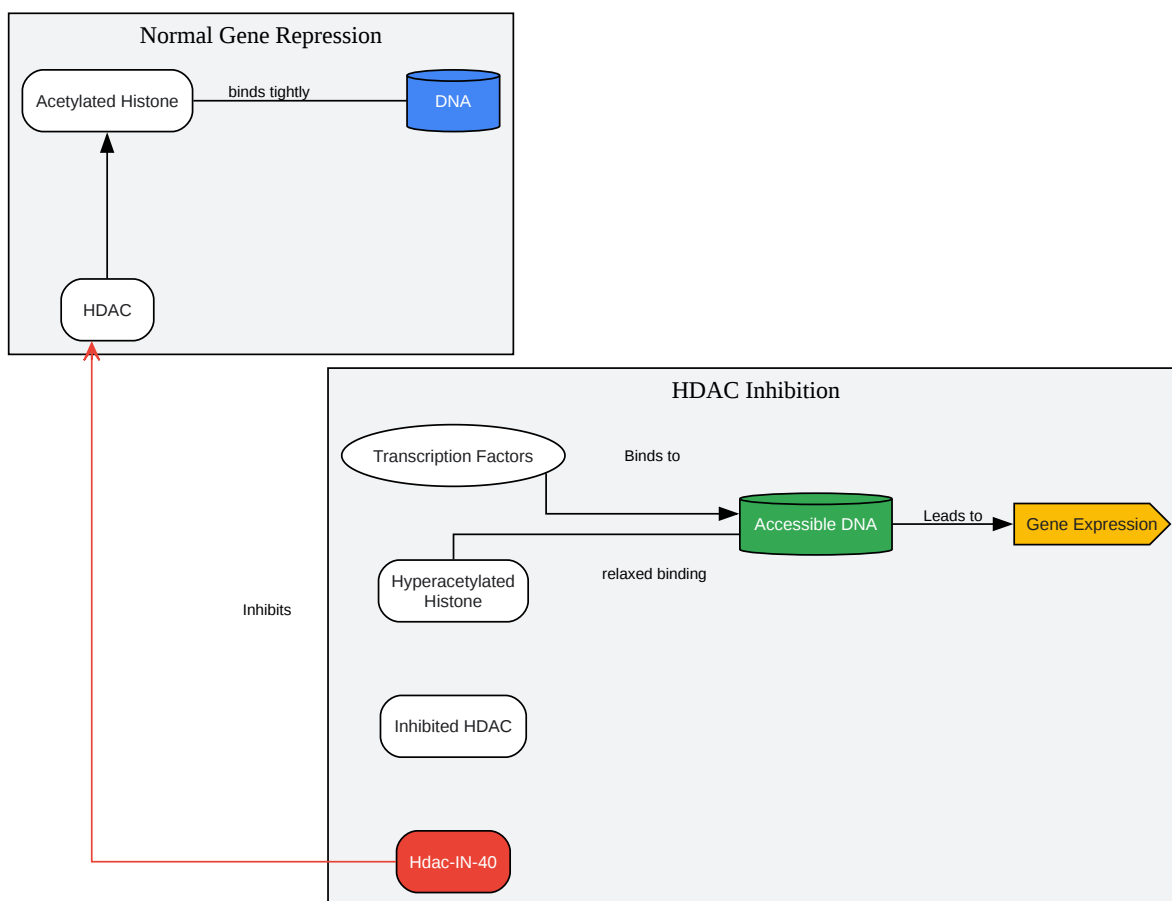 Normal Gene Repression
Acetylated Histone
binds tightly
DNA
HDAC
HDAC Inhibition
Transcription Factors
Binds to
Accessible DNA
Leads to
Gene Expression
Hyperacetylated
Histone
relaxed binding
Inhibits
Inhibited HDAC
Hdac-IN-40